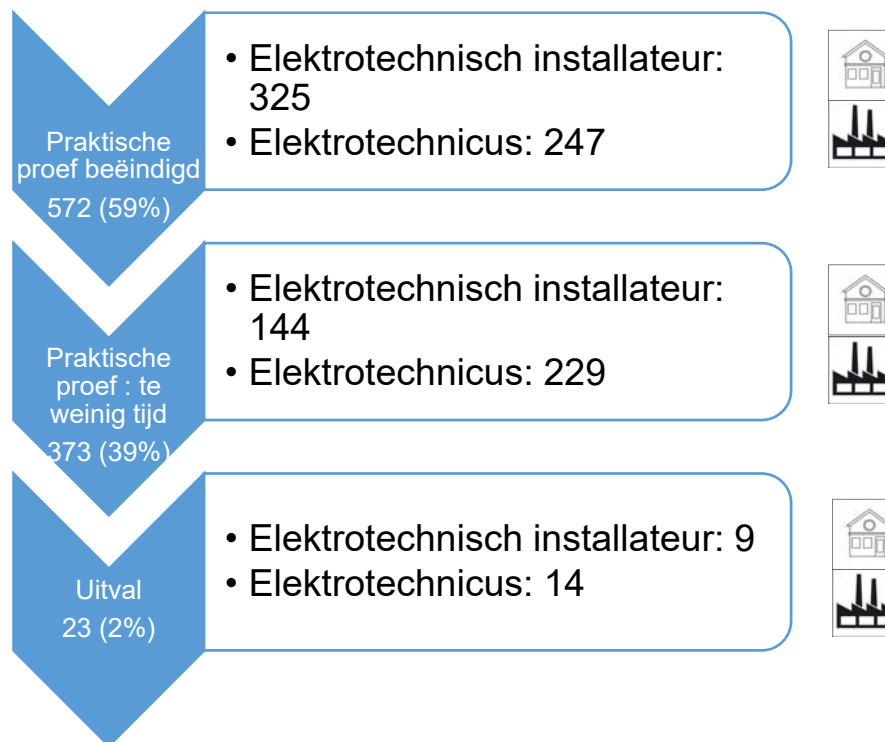 Praktische
proef beëindigd
572 (59%)
• Elektrotechnisch installateur:
325
• Elektrotechnicus: 247
Praktische
proef : te
weinig tijd
373 (39%)
• Elektrotechnisch installateur:
144
• Elektrotechnicus: 229
Uitval
23 (2%)
• Elektrotechnisch installateur: 9
• Elektrotechnicus: 14